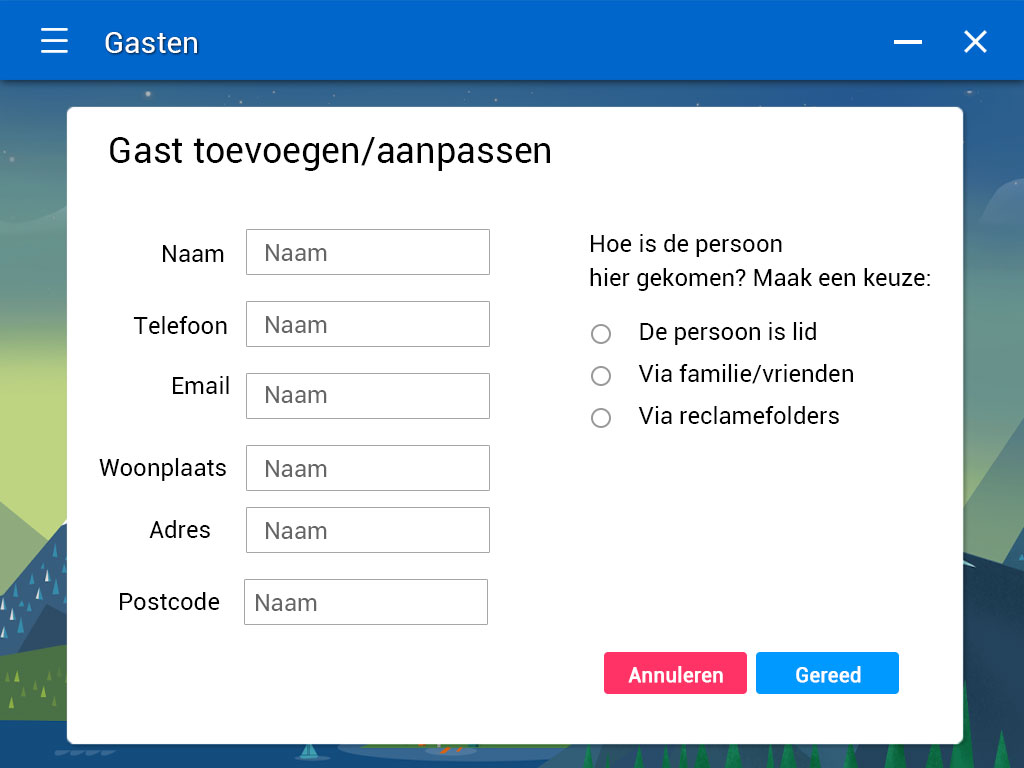 Gasten
Gast toevoegen/aanpassen
Naam
Naam
Telefoon
Naam
Email
Naam
Woonplaats
Naam
Adres
Naam
Postcode
Naam
Hoe is de persoon
hier gekomen? Maak een keuze:
De persoon is lid
Via familie/vrienden
Via reclamefolders
Annuleren
Gereed